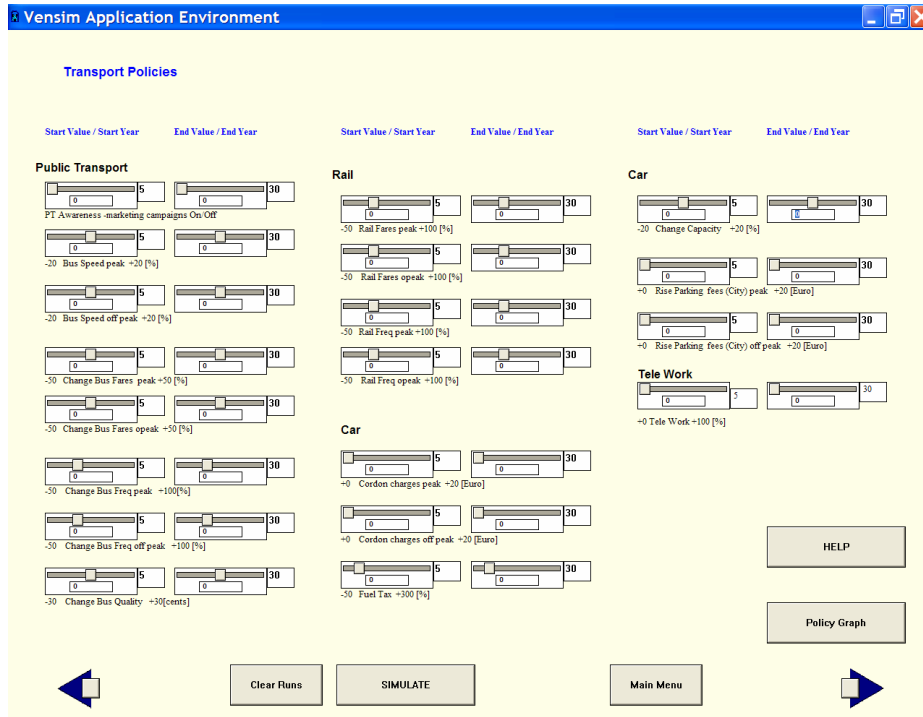 Vensim Application Environment
Transport Policies
Start Value / Start Year End Value / End Year Start Value / Start Year End Value / End Year Start Value / Start Year End Value / End Year
Public Transport
5 30
0 0
PT Awareness -marketing campaigns On/Off
5 30
0 0
-20 Bus Speed peak +20 [%]
5 30
0 0
-20 Bus Speed off peak +20 [%]
5 30
0 0
-50 Change Bus Fares peak +50 [%]
5 30
0 0
-50 Change Bus Fares opeak +50 [%]
5 30
0 0
-50 Change Bus Freq peak +100[%]
5 30
0 0
-50 Change Bus Freq off peak +100 [%]
5 30
0 0
-30 Change Bus Quality +30[cents]
Rail
5 30
0 0
-50 Rail Fares peak +100 [%]
5 30
0 0
-50 Rail Fares opeak +100 [%]
5 30
0 0
-50 Rail Freq peak +100 [%]
5 30
0 0
-50 Rail Freq opeak +100 [%]
Car
5 30
0 0
+0 Cordon charges peak +20 [Euro]
5 30
0 0
+0 Cordon charges off peak +20 [Euro]
5 30
0 0
-50 Fuel Tax +300 [%]
Car
5 30
0 0
-20 Change Capacity +20 [%]
5 30
0 0
+0 Rise Parking fees (City) peak +20 [Euro]
5 30
0 0
+0 Rise Parking fees (City) off peak +20 [Euro]
Tele Work
5 30
0 0
+0 Tele Work +100 [%]
HELP
Policy Graph
Clear Runs SIMULATE Main Menu